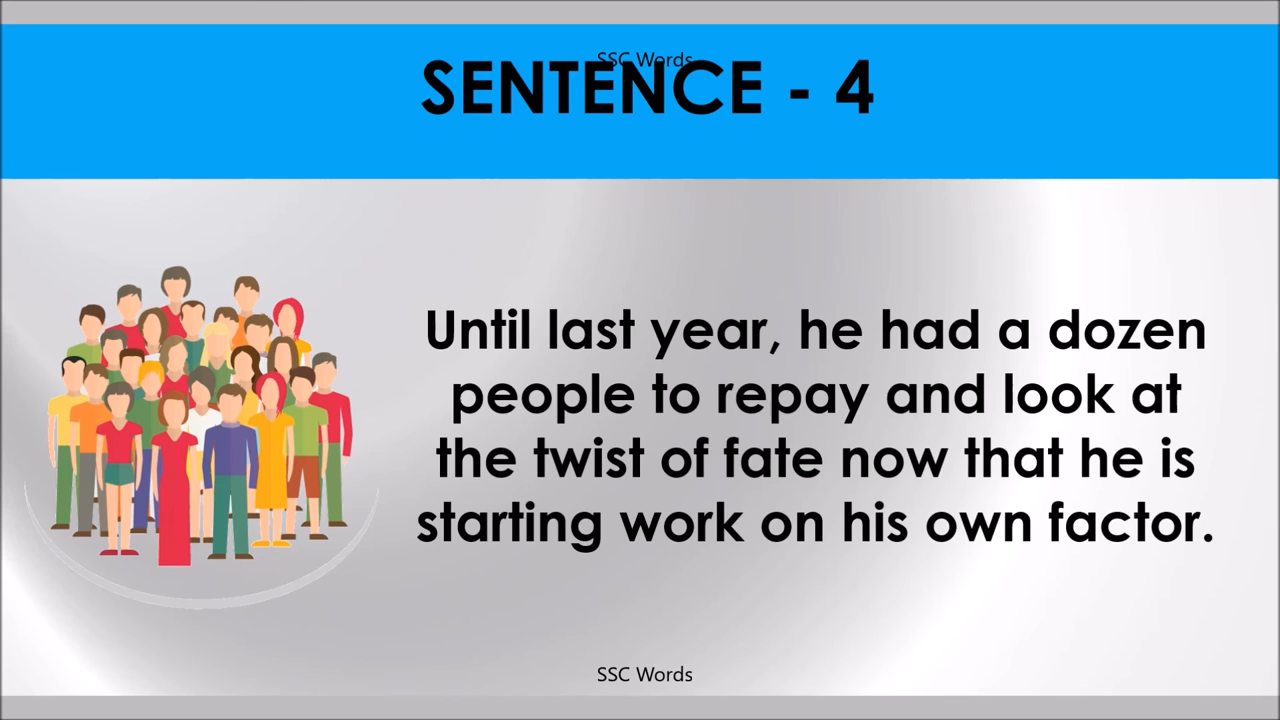 SSC Words
SENTENCE - 4
Until last year, he had a dozen
people to repay and look at
the twist of fate now that he is
starting work on his own factor.
SSC Words